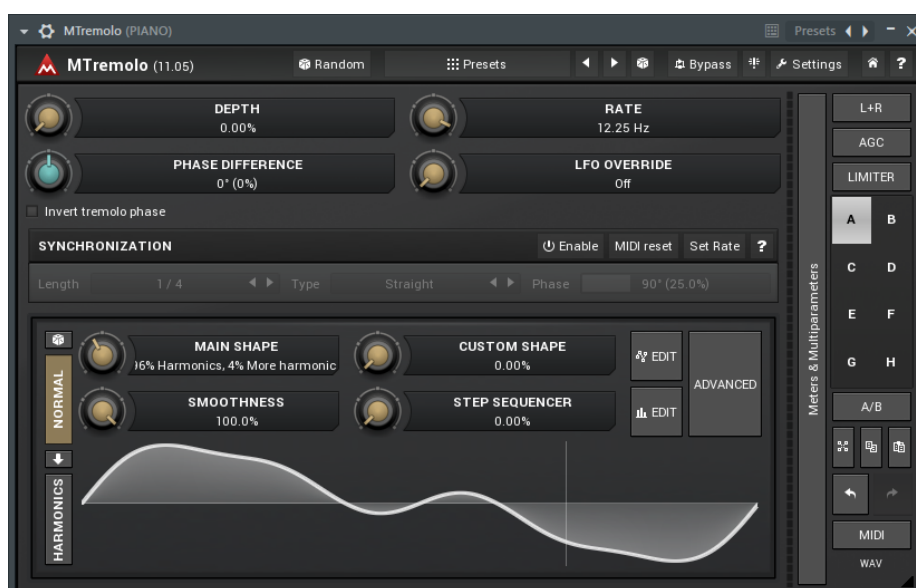 MTremolo (PIANO)
Presets
MTremolo (11.05)
Random
Presets
Bypass
Settings
?
DEPTH
0.00%
RATE
12.25 Hz
PHASE DIFFERENCE
0° (0%)
LFO OVERRIDE
Off
Invert tremolo phase
SYNCHRONIZATION
Enable
MIDI reset
Set Rate
?
Length
1 / 4
Type
Straight
Phase
90° (25.0%)
NORMAL
HARMONICS
MAIN SHAPE
96% Harmonics, 4% More harmonic
CUSTOM SHAPE
0.00%
SMOOTHNESS
100.0%
STEP SEQUENCER
0.00%
EDIT
EDIT
ADVANCED
Meters & Multiparameters
L+R
AGC
LIMITER
A B
C D
E F
G H
A/B
MIDI
WAV